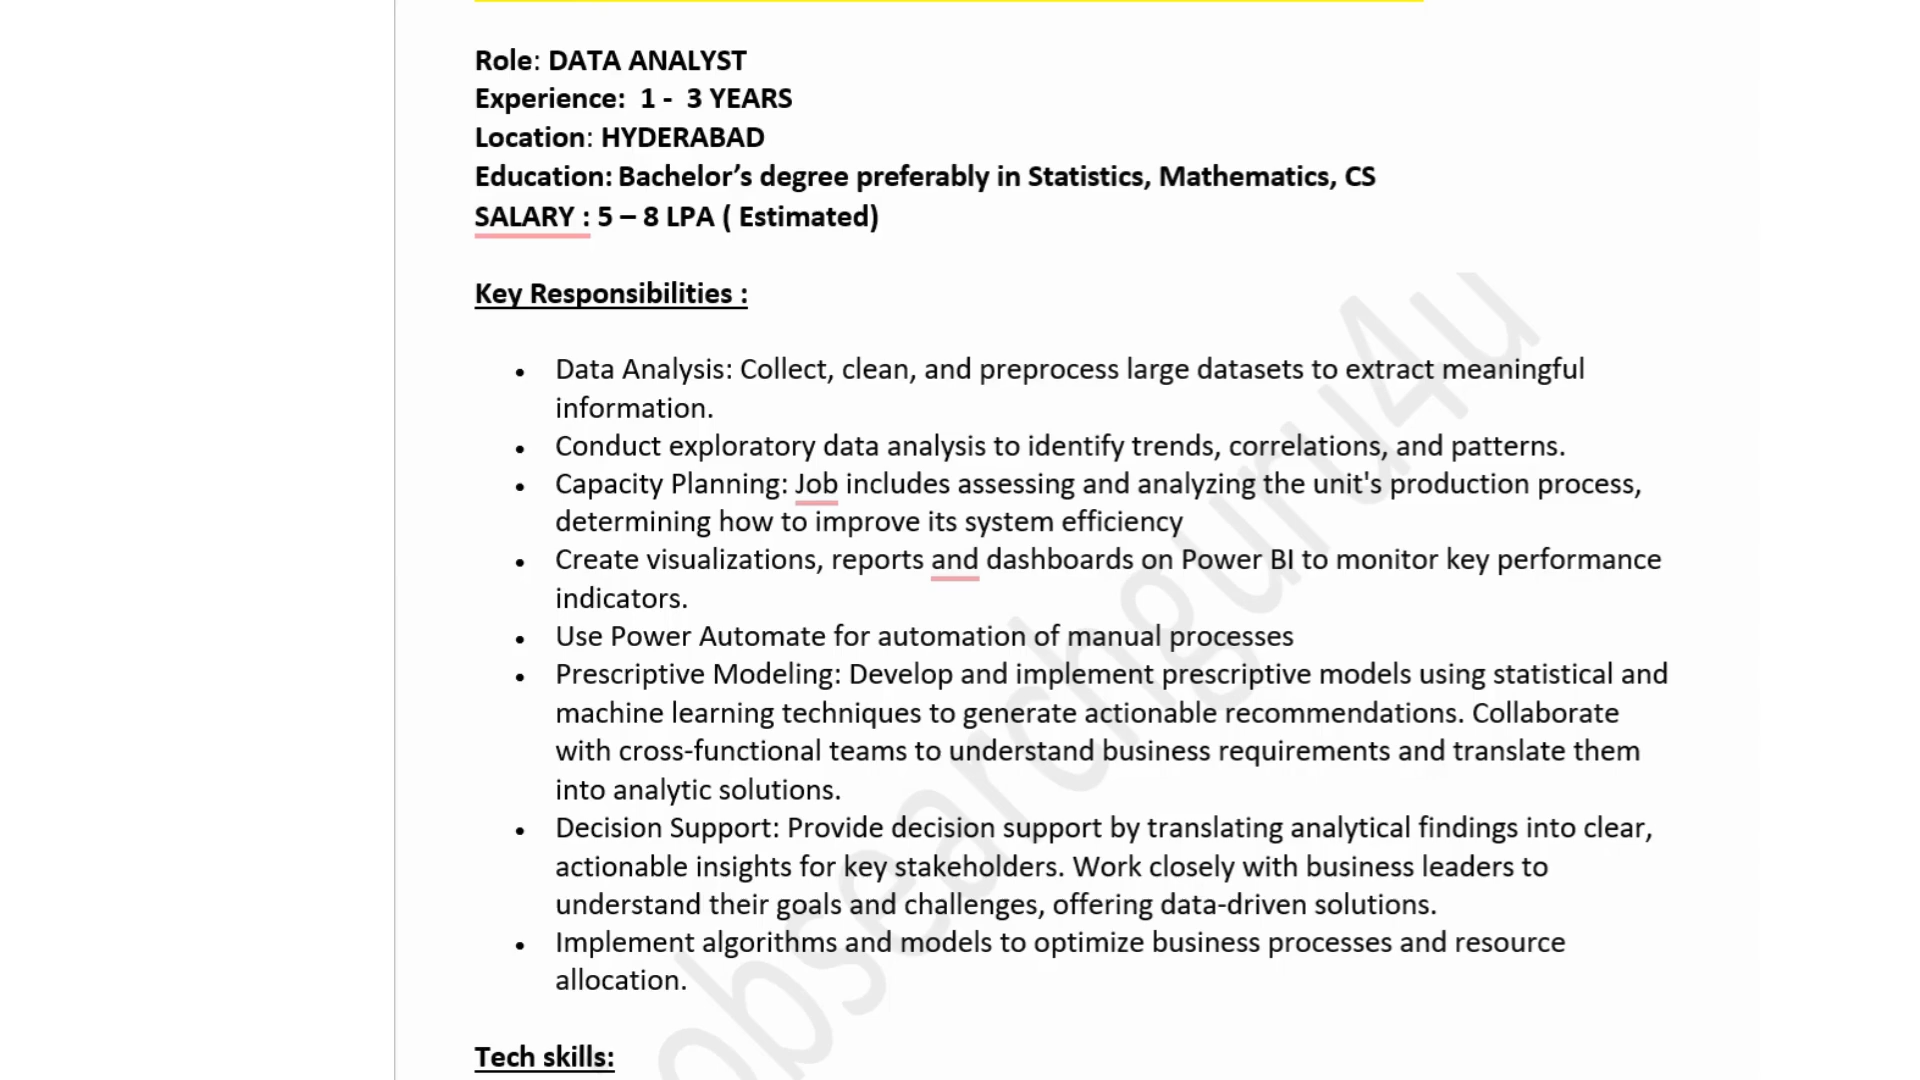 Role: DATA ANALYST
Experience:  1 -  3 YEARS
Location: HYDERABAD
Education: Bachelor’s degree preferably in Statistics, Mathematics, CS
SALARY : 5 – 8 LPA ( Estimated)
Key Responsibilities :
• Data Analysis: Collect, clean, and preprocess large datasets to extract meaningful
information.
• Conduct exploratory data analysis to identify trends, correlations, and patterns.
• Capacity Planning: Job includes assessing and analyzing the unit's production process,
determining how to improve its system efficiency
• Create visualizations, reports and dashboards on Power BI to monitor key performance
indicators.
• Use Power Automate for automation of manual processes
• Prescriptive Modeling: Develop and implement prescriptive models using statistical and
machine learning techniques to generate actionable recommendations. Collaborate
with cross-functional teams to understand business requirements and translate them
into analytic solutions.
• Decision Support: Provide decision support by translating analytical findings into clear,
actionable insights for key stakeholders. Work closely with business leaders to
understand their goals and challenges, offering data-driven solutions.
• Implement algorithms and models to optimize business processes and resource
allocation.
Tech skills:
obsearchguru4u